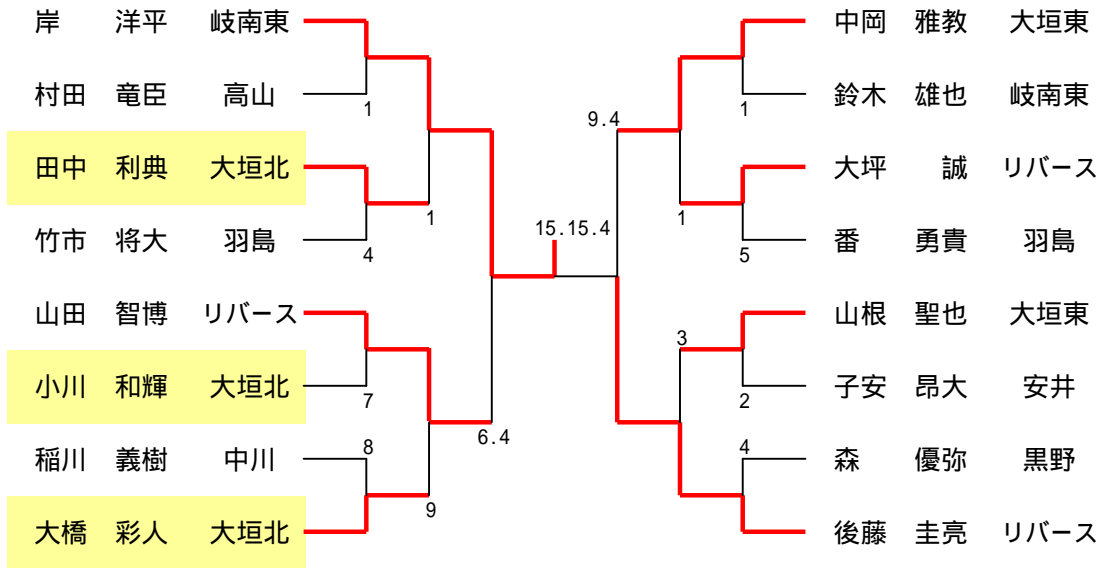 岸 洋平 岐南東
村田 竜臣 高山
田中 利典 大垣北
竹市 将大 羽島
山田 智博 リバース
小川 和輝 大垣北
稲川 義樹 中川
大橋 彩人 大垣北
1
4
7
8
1
9
6.4
15.15.4
9.4
1
3
1
5
2
4
中岡 雅教 大垣東
鈴木 雄也 岐南東
大坪 誠 リバース
番 勇貴 羽島
山根 聖也 大垣東
子安 昂大 安井
森 優弥 黒野
後藤 圭亮 リバース